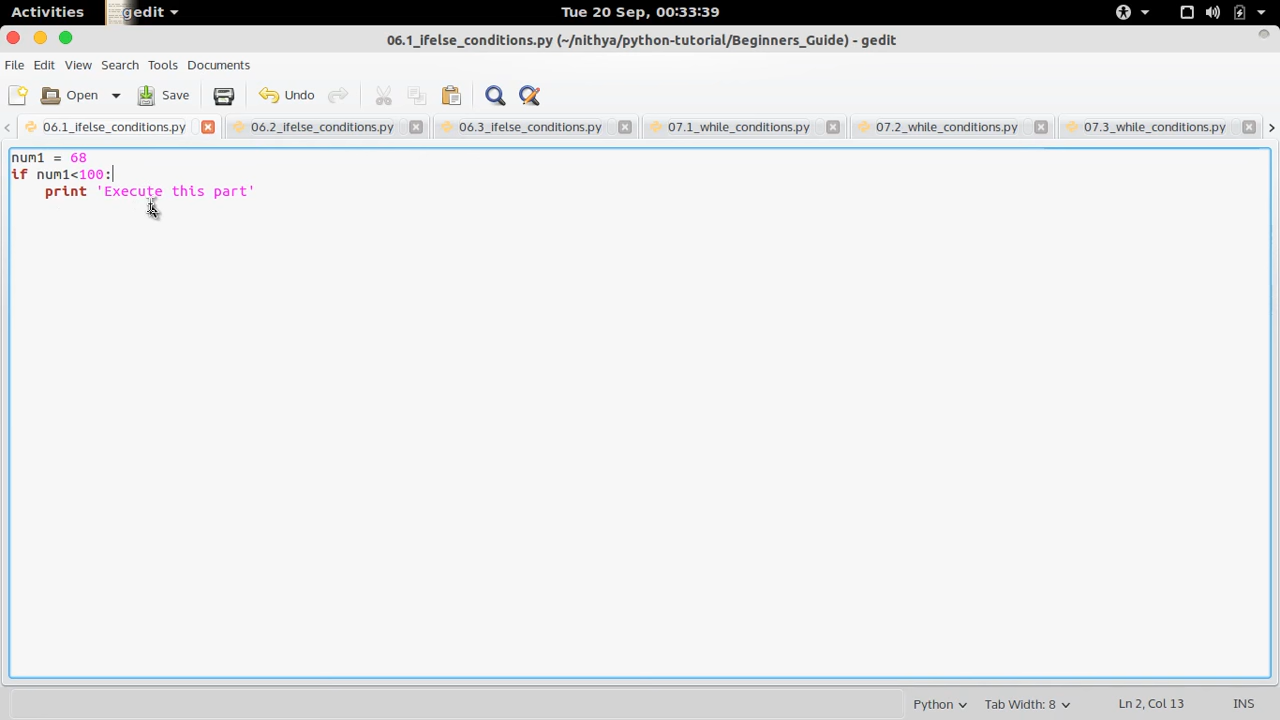 Activities gedit Tue 20 Sep, 00:33:39
06.1_ifelse_conditions.py (~/nithya/python-tutorial/Beginners_Guide) - gedit
File Edit View Search Tools Documents
Open Save Undo
06.1_ifelse_conditions.py 06.2_ifelse_conditions.py 06.3_ifelse_conditions.py 07.1_while_conditions.py 07.2_while_conditions.py 07.3_while_conditions.py
num1 = 68
if num1<100:
    print 'Execute this part'
Python Tab Width: 8 Ln 2, Col 13 INS